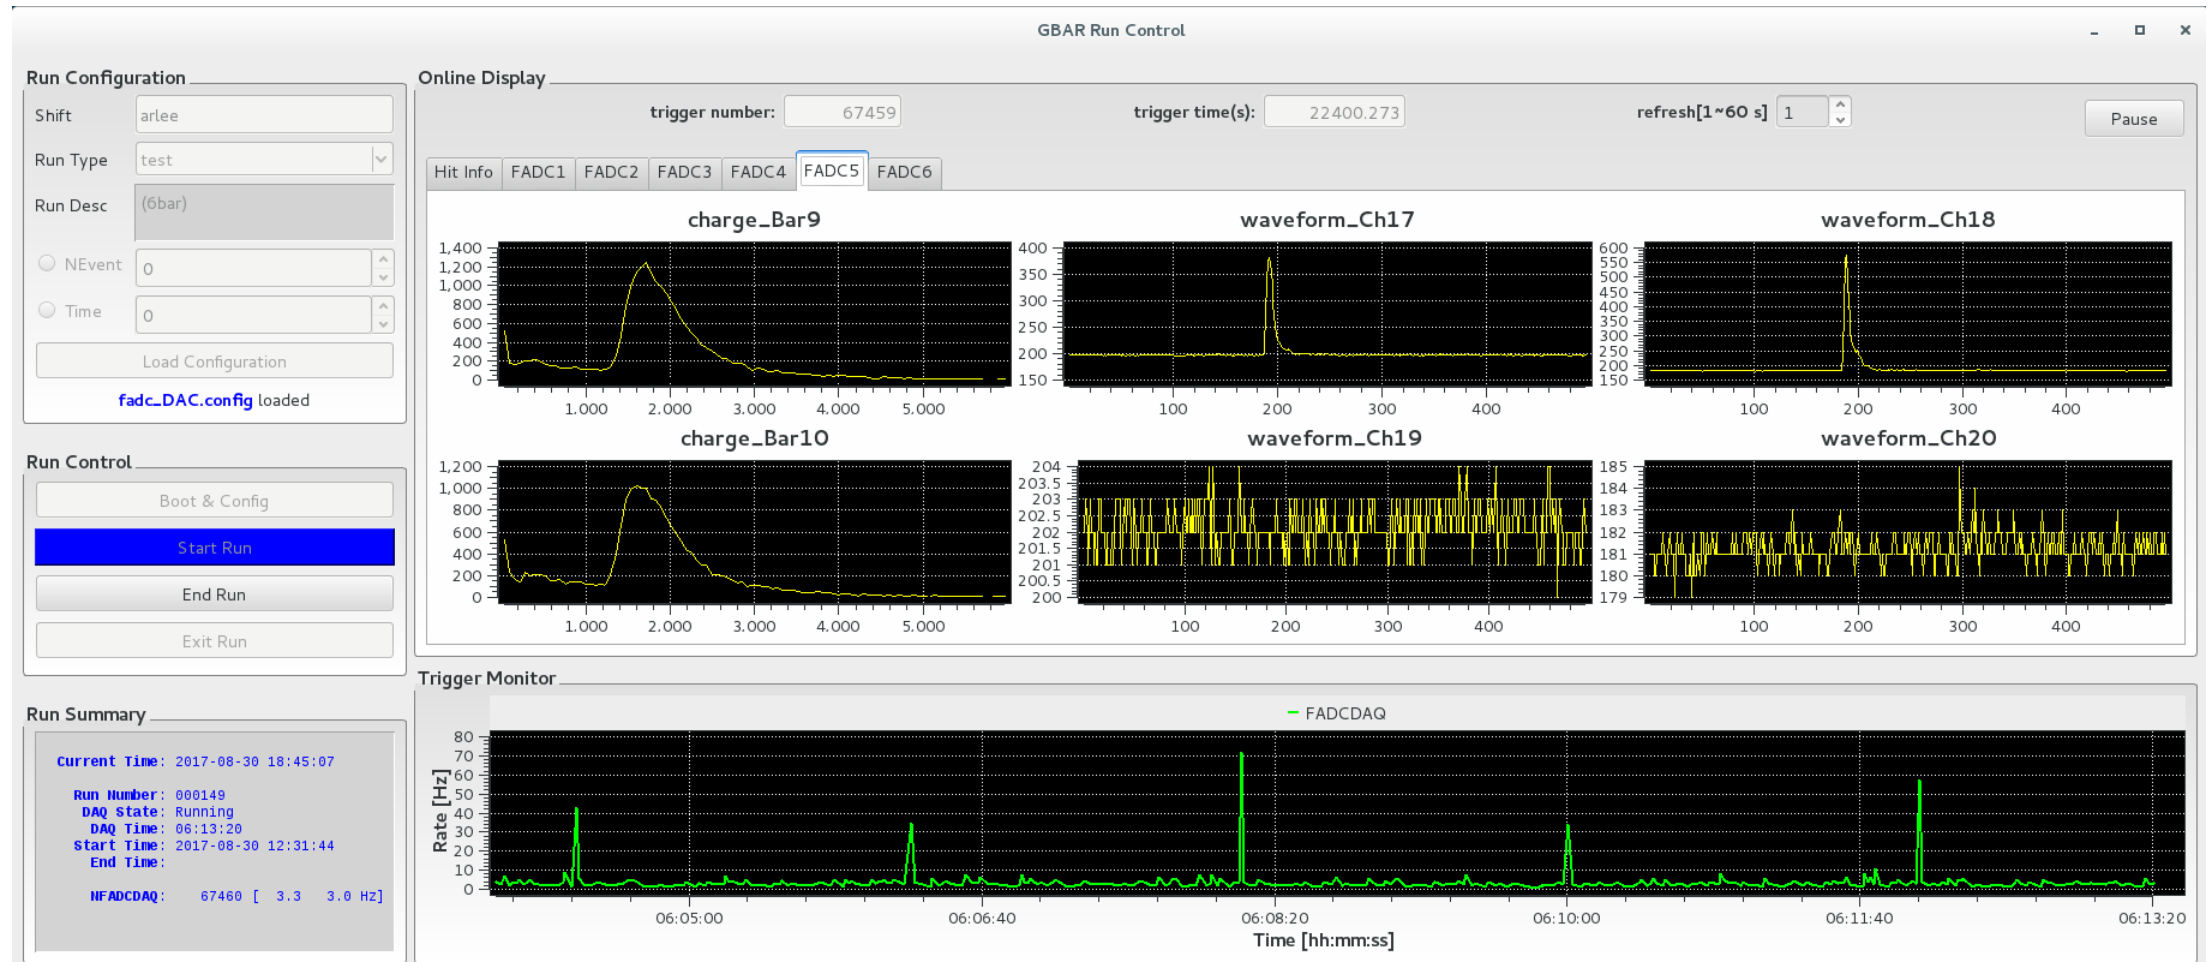 GBAR Run Control
Run Configuration
Shift arlee
Run Type test
Run Desc (6bar)
NEvent 0
Time 0
Load Configuration
fadc_DAC.config loaded
Run Control
Boot & Config
Start Run
End Run
Exit Run
Run Summary
Current Time: 2017-08-30 18:45:07
Run Number: 000149
DAQ State: Running
DAQ Time: 06:13:20
Start Time: 2017-08-30 12:31:44
End Time:
NFADCDAQ: 67460 [ 3.3 3.0 Hz]
Online Display
trigger number: 67459 trigger time(s): 22400.273 refresh[1~60 s] 1 Pause
Hit Info FADC1 FADC2 FADC3 FADC4 FADC5 FADC6
charge_Bar9
1,400
1,200
1,000
800
600
400
200
0
1.000 2.000 3.000 4.000 5.000
waveform_Ch17
400
350
300
250
200
150
100 200 300 400
waveform_Ch18
600
550
500
450
400
350
300
250
200
150
100 200 300 400
charge_Bar10
1,200
1,000
800
600
400
200
0
1.000 2.000 3.000 4.000 5.000
waveform_Ch19
204
203.5
203
202.5
202
201.5
201
200.5
200
100 200 300 400
waveform_Ch20
185
184
183
182
181
180
179
100 200 300 400
Trigger Monitor
FADCDAQ
Rate [Hz]
80
70
60
50
40
30
20
10
0
06:05:00 06:06:40 06:08:20 06:10:00 06:11:40 06:13:20
Time [hh:mm:ss]